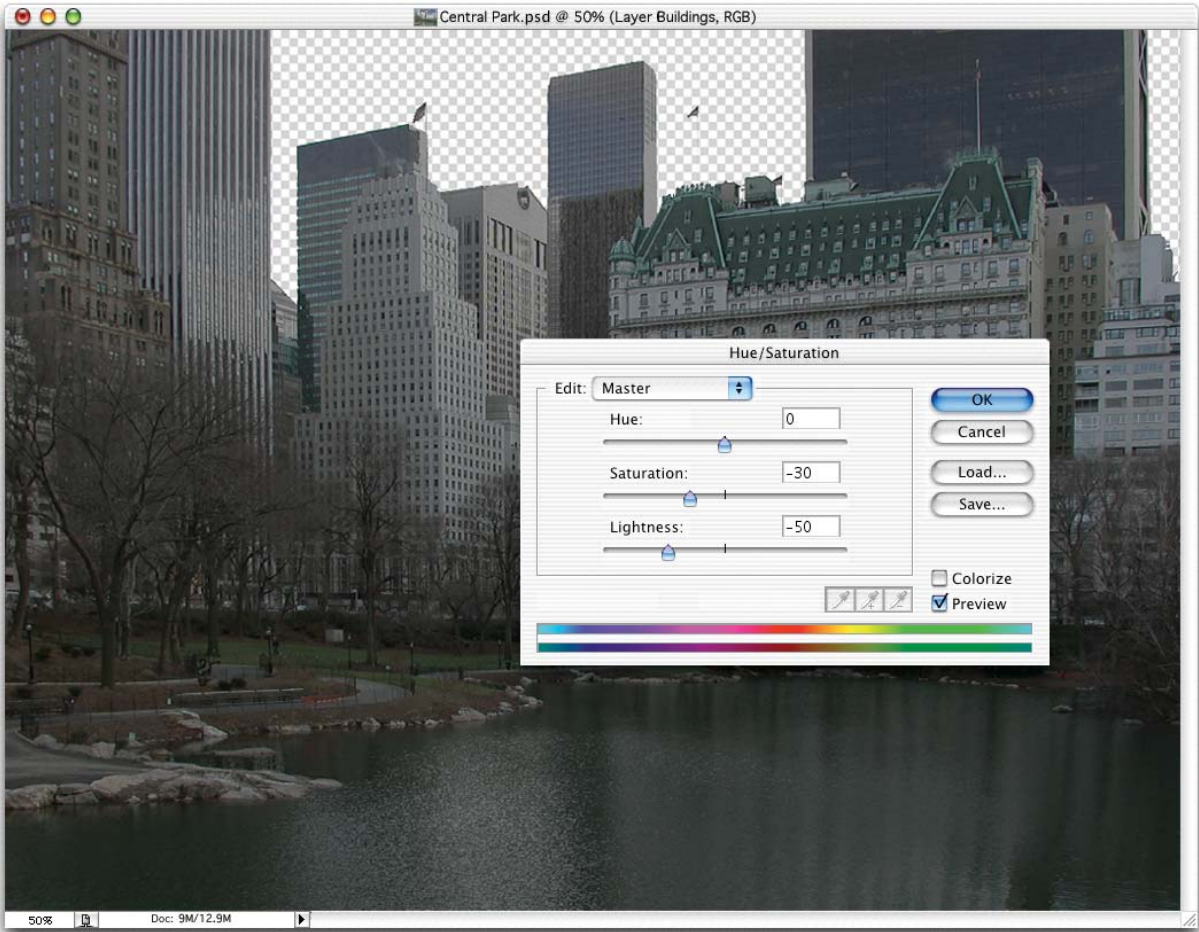 Central Park.psd @ 50% (Layer Buildings, RGB)
Hue/Saturation
Edit: Master
Hue: 0
Saturation: -30
Lightness: -50
OK
Cancel
Load...
Save...
Colorize
Preview
50% Doc: 9M/12.9M